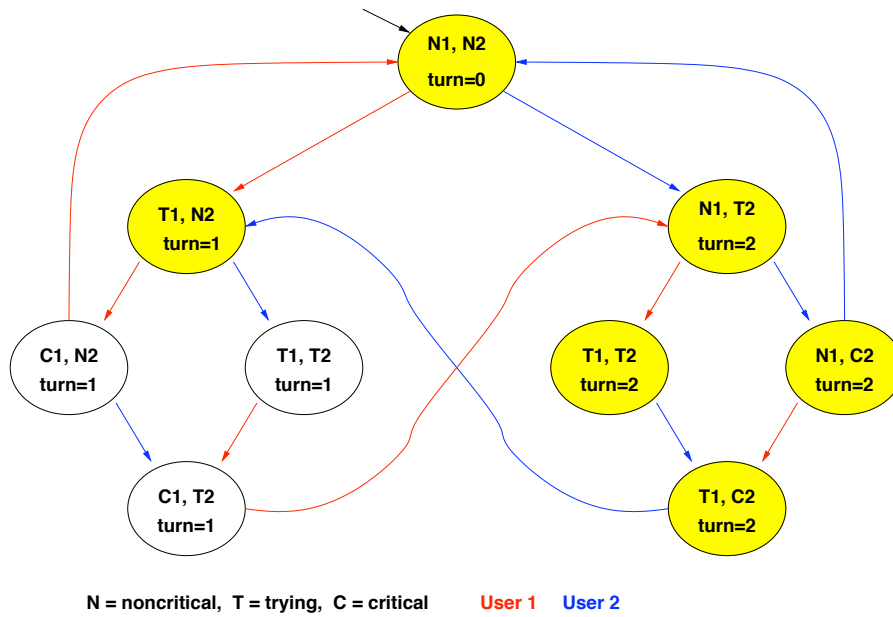 N1, N2
turn=0
T1, N2
turn=1
N1, T2
turn=2
C1, N2
turn=1
T1, T2
turn=1
T1, T2
turn=2
N1, C2
turn=2
C1, T2
turn=1
T1, C2
turn=2
N = noncritical, T = trying, C = critical User 1 User 2